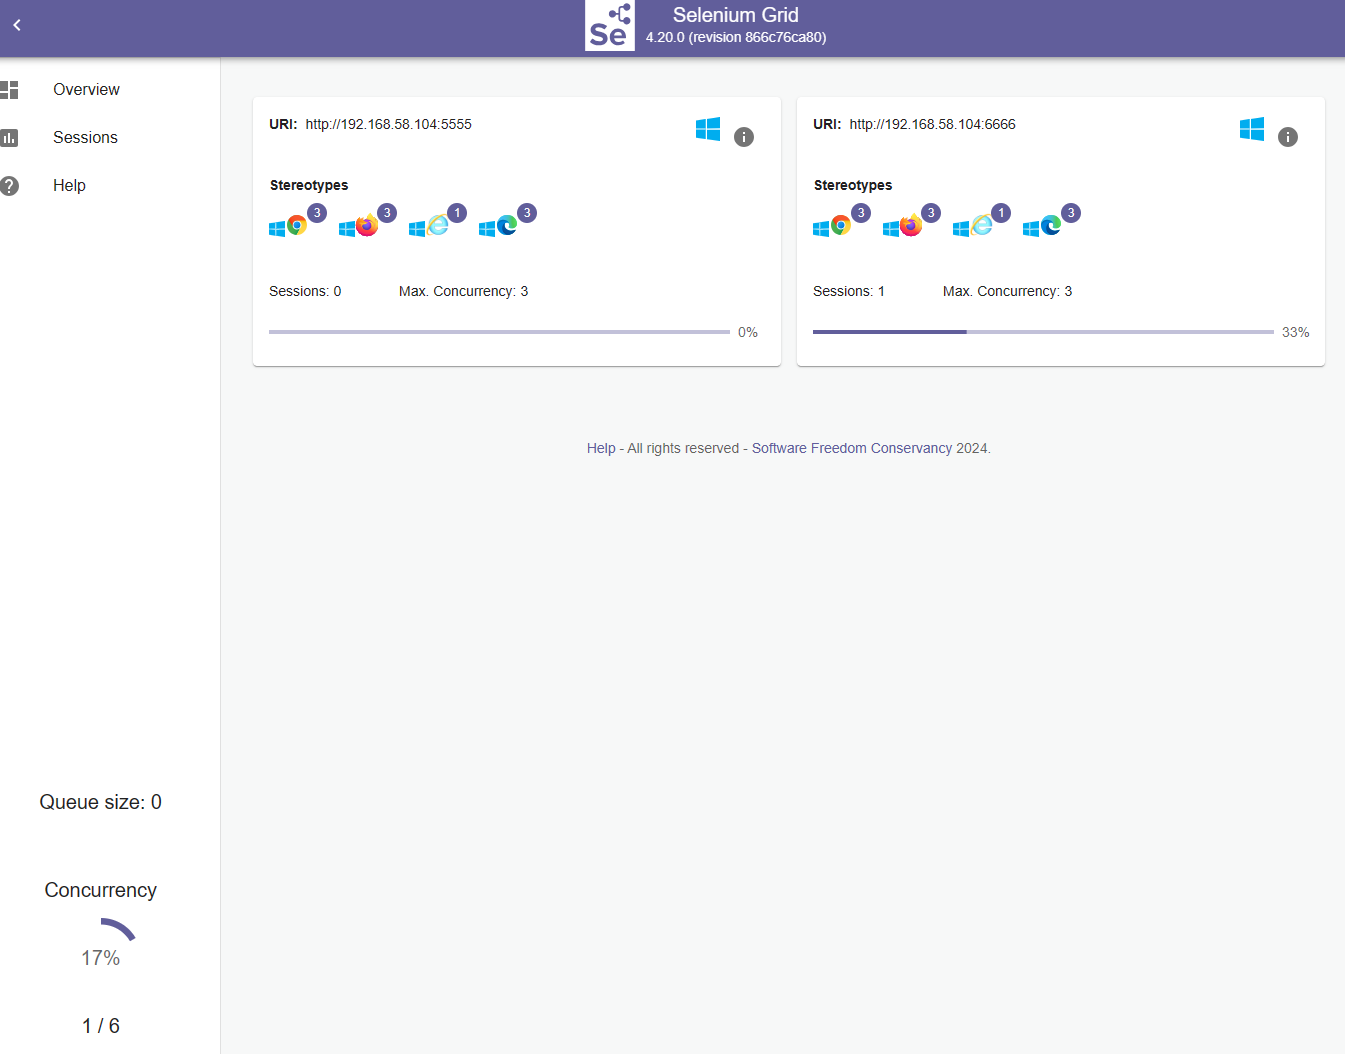 Se
Selenium Grid
4.20.0 (revision 866c76ca80)
Overview
Sessions
Help
URI: http://192.168.58.104:5555
Stereotypes
3 3 1 3
Sessions: 0 Max. Concurrency: 3
0%
URI: http://192.168.58.104:6666
Stereotypes
3 3 1 3
Sessions: 1 Max. Concurrency: 3
33%
Help - All rights reserved - Software Freedom Conservancy 2024.
Queue size: 0
Concurrency
17%
1 / 6